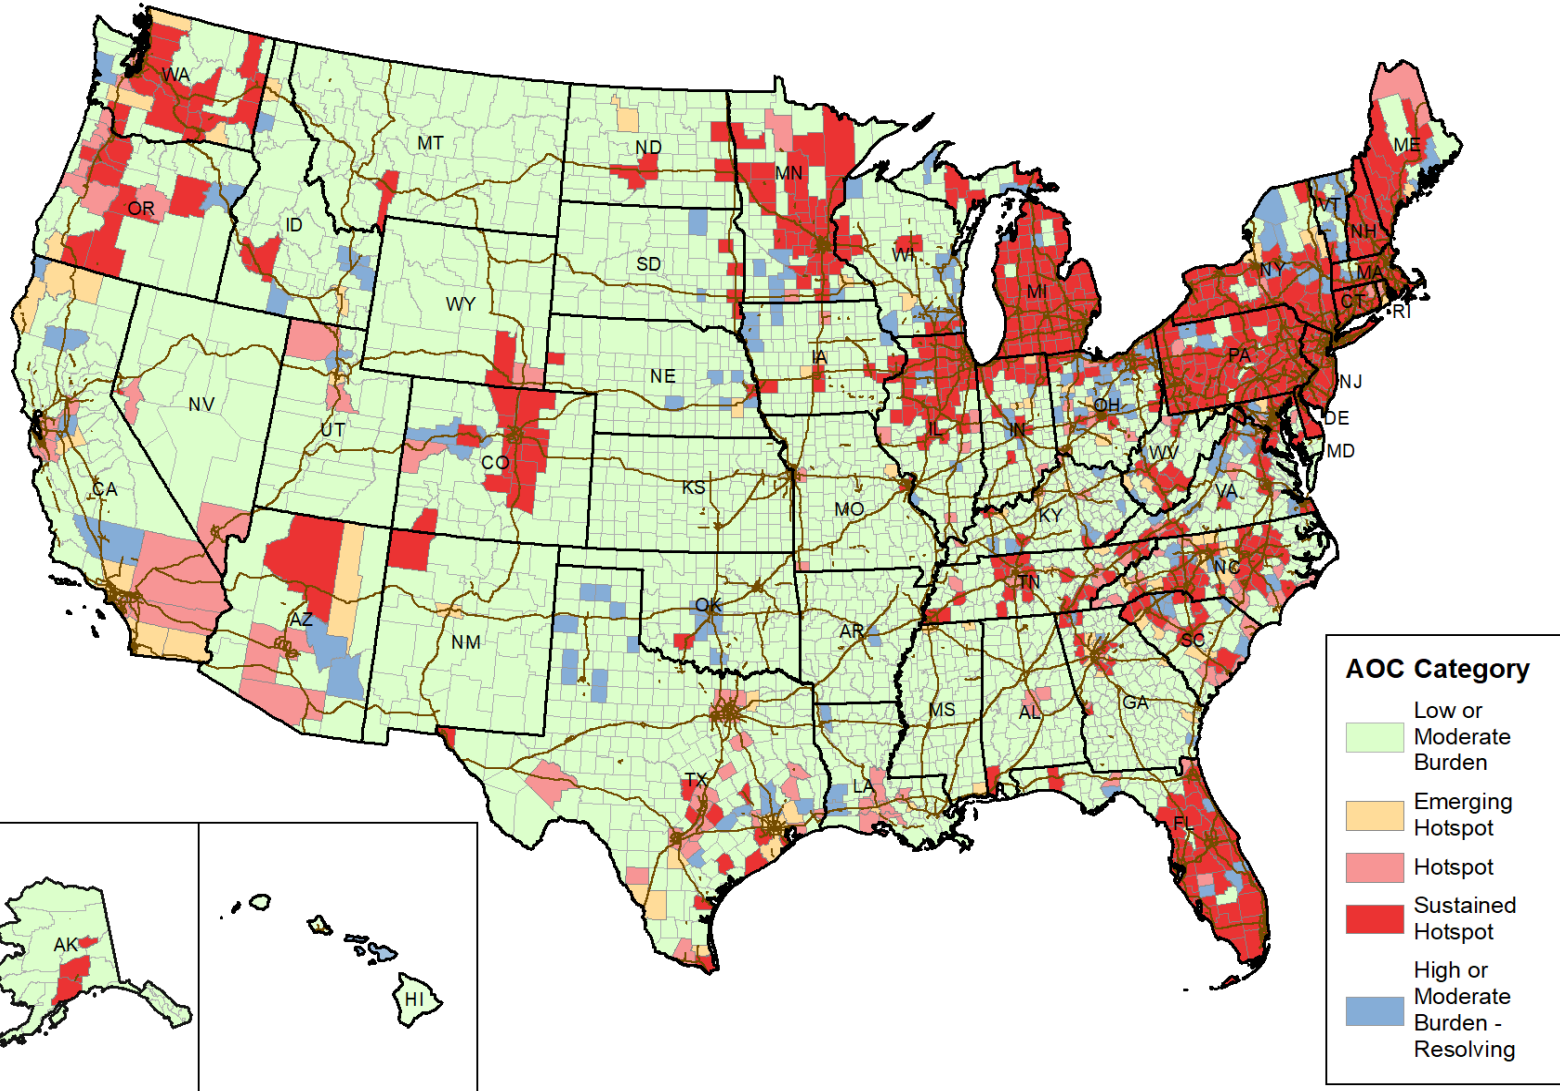 WA
MT
ND
MN
ME
OR
ID
SD
WI
VT
NH
NY
MA
WY
MI
CT
RI
IA
PA
NE
NV
NJ
OH
UT
IL
IN
DE
CO
WV
MD
CA
KS
MO
VA
KY
NC
TN
OK
AZ
AR
NM
SC
MS
AL
GA
TX
LA
FL
AK
HI
AOC Category
Low or
Moderate
Burden
Emerging
Hotspot
Hotspot
Sustained
Hotspot
High or
Moderate
Burden -
Resolving